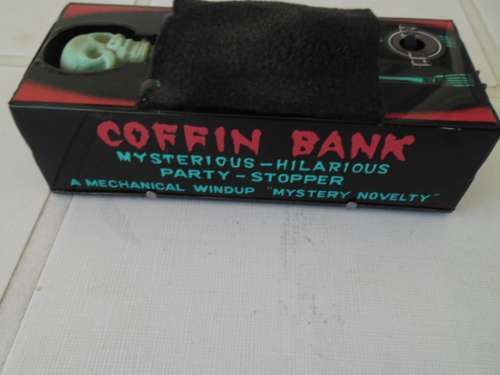 COFFIN BANK
MYSTERIOUS-HILARIOUS
PARTY-STOPPER
A MECHANICAL WINDUP "MYSTERY NOVELTY"